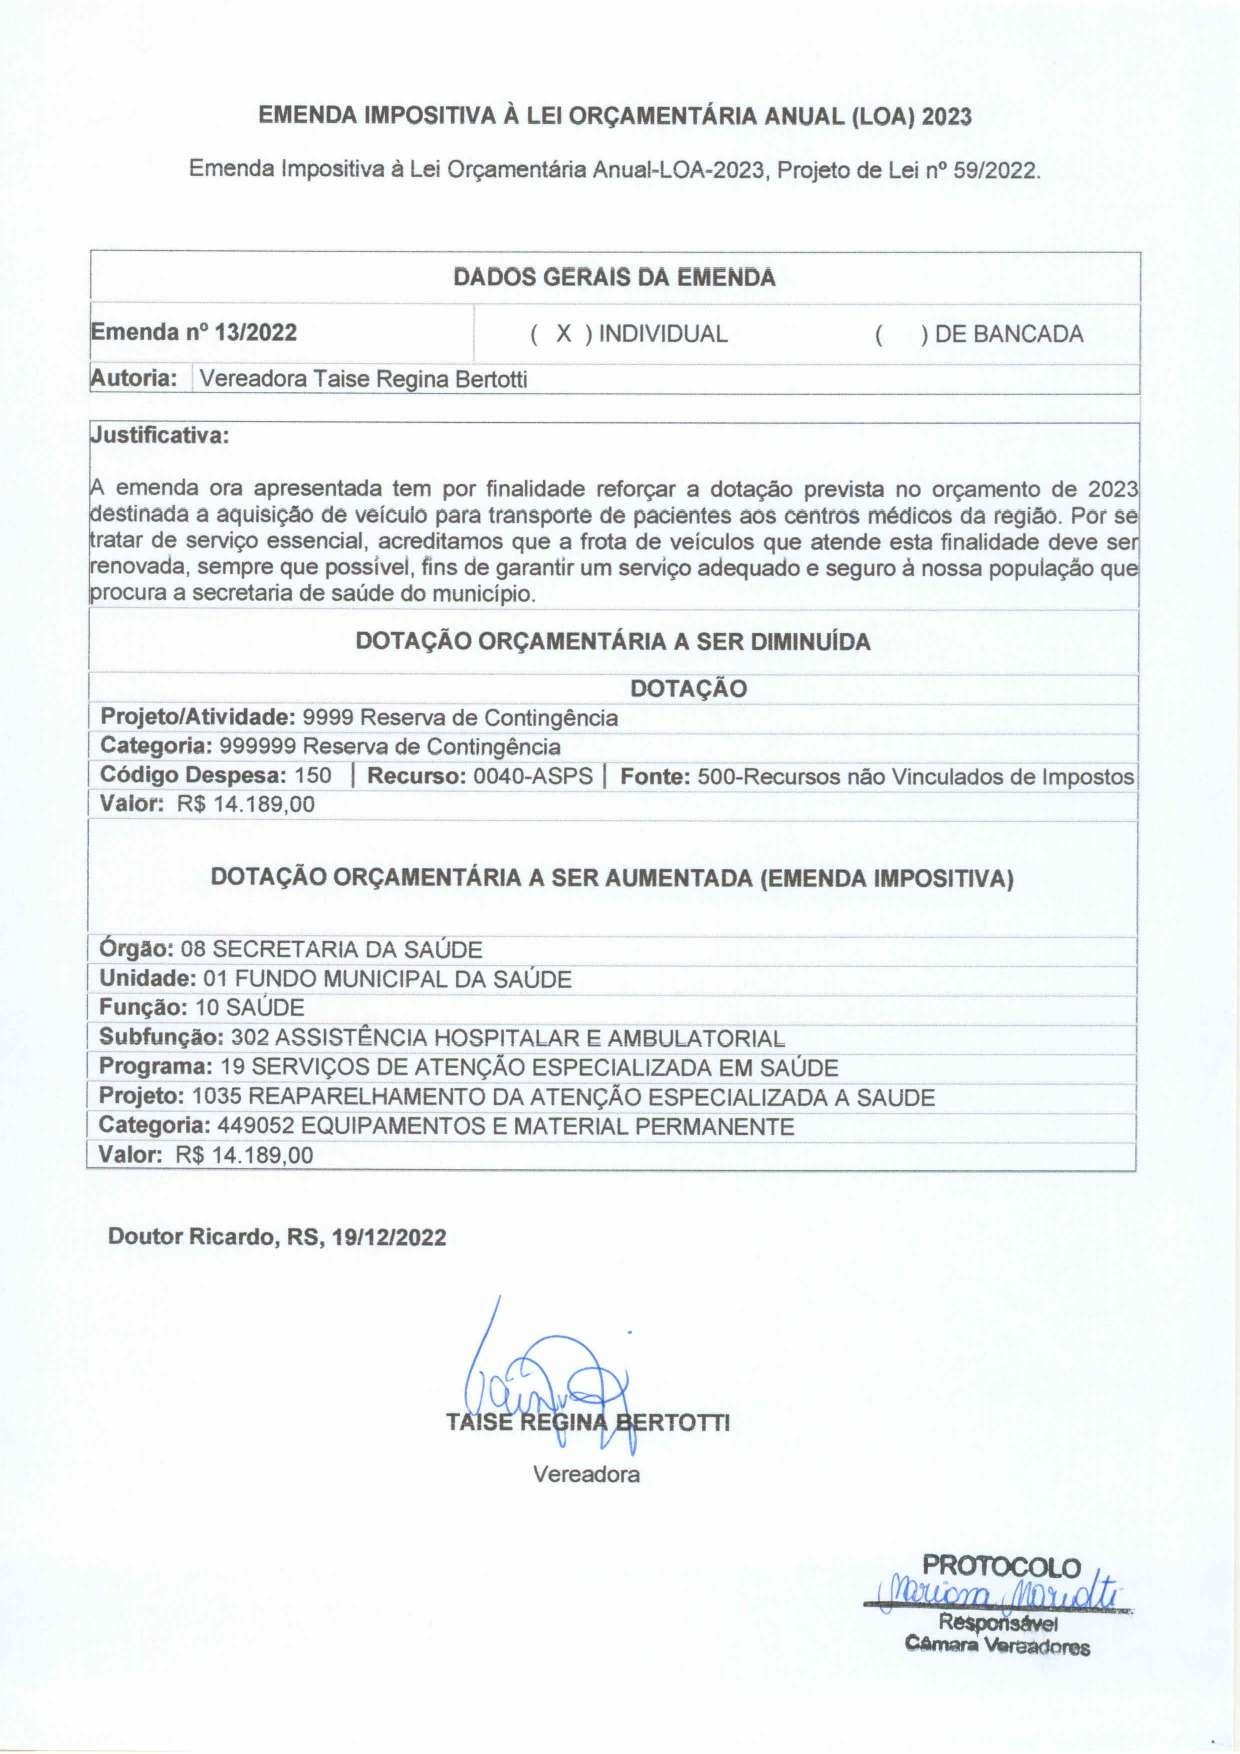 EMENDA IMPOSITIVA À LEI ORÇAMENTÁRIA ANUAL (LOA) 2023
Emenda Impositiva à Lei Orçamentária Anual-LOA-2023, Projeto de Lei nº 59/2022.
DADOS GERAIS DA EMENDA
Emenda nº 13/2022 ( X ) INDIVIDUAL ( ) DE BANCADA
Autoria: Vereadora Taise Regina Bertotti
Justificativa:
A emenda ora apresentada tem por finalidade reforçar a dotação prevista no orçamento de 2023
destinada a aquisição de veículo para transporte de pacientes aos centros médicos da região. Por se
tratar de serviço essencial, acreditamos que a frota de veículos que atende esta finalidade deve ser
renovada, sempre que possível, fins de garantir um serviço adequado e seguro à nossa população que
procura a secretaria de saúde do município.
DOTAÇÃO ORÇAMENTÁRIA A SER DIMINUÍDA
DOTAÇÃO
Projeto/Atividade: 9999 Reserva de Contingência
Categoria: 999999 Reserva de Contingência
Código Despesa: 150 | Recurso: 0040-ASPS | Fonte: 500-Recursos não Vinculados de Impostos
Valor: R$ 14.189,00
DOTAÇÃO ORÇAMENTÁRIA A SER AUMENTADA (EMENDA IMPOSITIVA)
Órgão: 08 SECRETARIA DA SAÚDE
Unidade: 01 FUNDO MUNICIPAL DA SAÚDE
Função: 10 SAÚDE
Subfunção: 302 ASSISTÊNCIA HOSPITALAR E AMBULATORIAL
Programa: 19 SERVIÇOS DE ATENÇÃO ESPECIALIZADA EM SAÚDE
Projeto: 1035 REAPARELHAMENTO DA ATENÇÃO ESPECIALIZADA A SAUDE
Categoria: 449052 EQUIPAMENTOS E MATERIAL PERMANENTE
Valor: R$ 14.189,00
Doutor Ricardo, RS, 19/12/2022
TAISE REGINA BERTOTTI
Vereadora
PROTOCOLO
Responsável
Câmara Vereadores